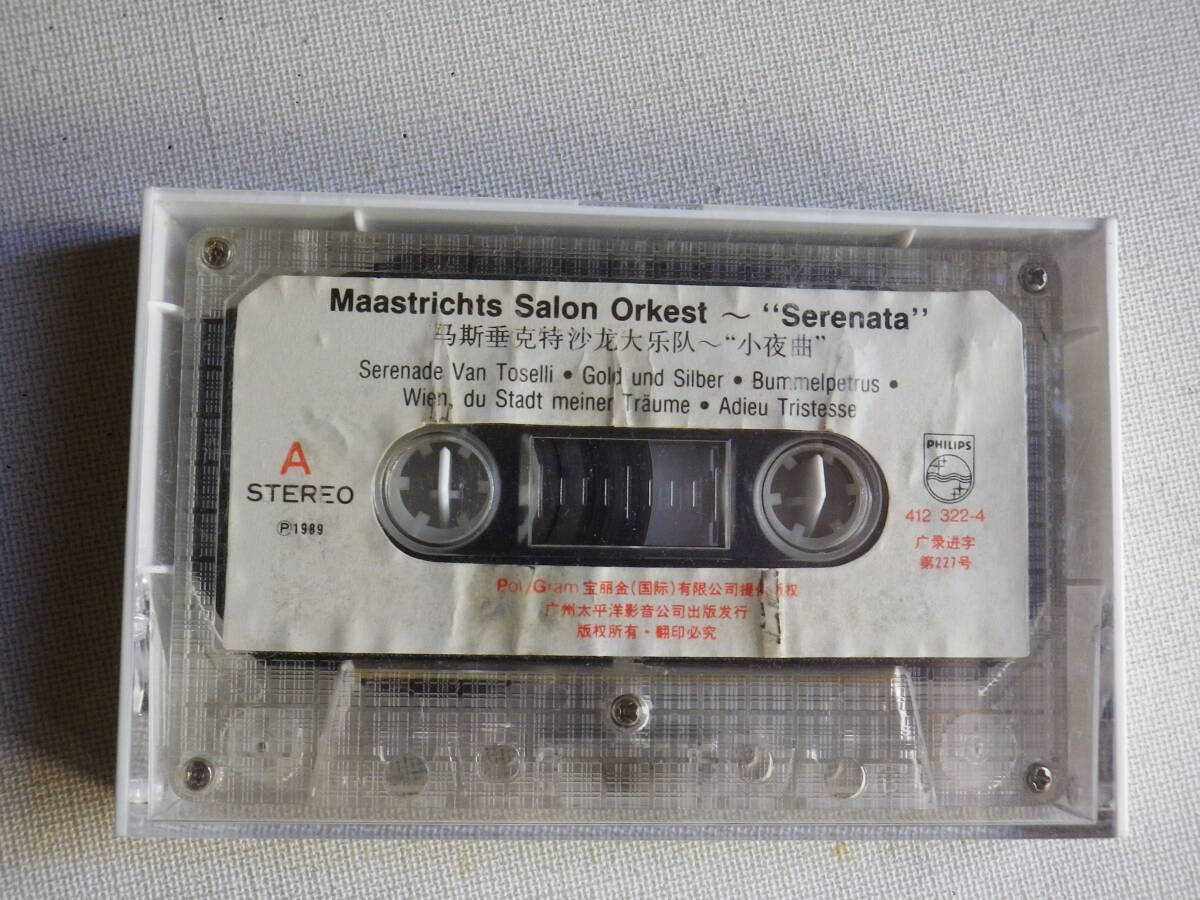 Maastrichts Salon Orkest ~ “Serenata”
马斯垂克特沙龙大乐队~“小夜曲”
Serenade Van Toselli • Gold und Silber • Bummelpetrus •
Wien, du Stadt meiner Träume • Adieu Tristesse
A
STEREO
℗1989
PHILIPS
412 322-4
广录进字
第227号
PolyGram 宝丽金(国际)有限公司提供版权
广州太平洋影音公司出版发行
版权所有·翻印必究